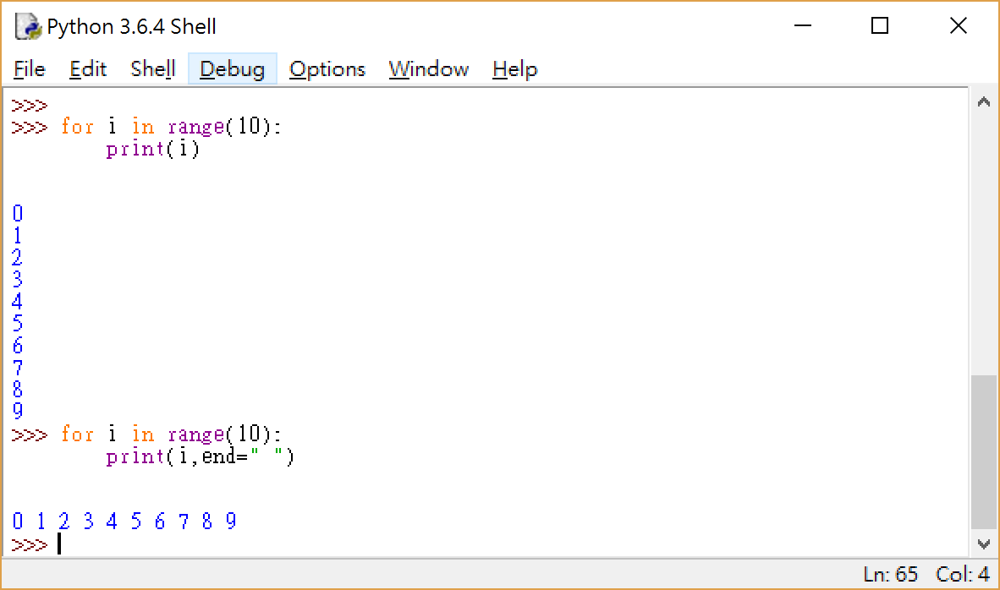 Python 3.6.4 Shell
File Edit Shell Debug Options Window Help
>>>
>>> for i in range(10):
        print(i)
0
1
2
3
4
5
6
7
8
9
>>> for i in range(10):
        print(i,end=" ")
0 1 2 3 4 5 6 7 8 9
>>>
Ln: 65 Col: 4